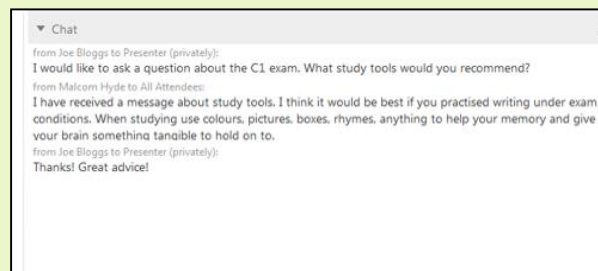 Chat
from Joe Bloggs to Presenter (privately):
I would like to ask a question about the C1 exam. What study tools would you recommend?
from Malcorn Hyde to All Attendees:
I have received a message about study tools. I think it would be best if you practised writing under exam
conditions. When studying use colours, pictures, boxes, rhymes, anything to help your memory and give
your brain something tangible to hold on to.
from Joe Bloggs to Presenter (privately):
Thanks! Great advice!